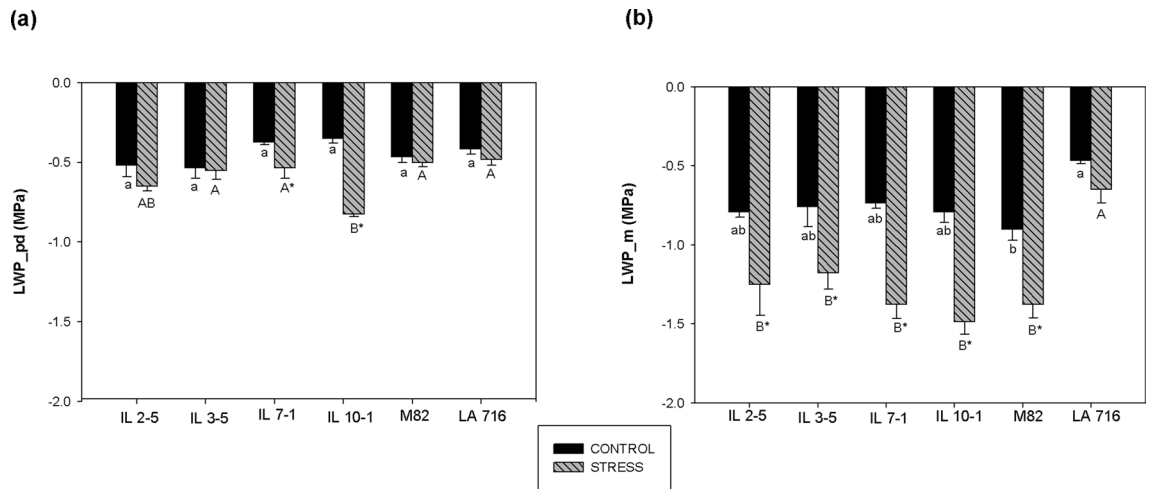 (a)
0.0
-0.5
-1.0
-1.5
-2.0
LWP_pd (MPa)
a
AB
a
A
a
A*
a
B*
a
A
a
A
IL 2-5
IL 3-5
IL 7-1
IL 10-1
M82
LA 716
(b)
0.0
-0.5
-1.0
-1.5
-2.0
LWP_m (MPa)
ab
B*
ab
B*
ab
B*
ab
B*
b
B*
a
A
IL 2-5
IL 3-5
IL 7-1
IL 10-1
M82
LA 716
CONTROL
STRESS